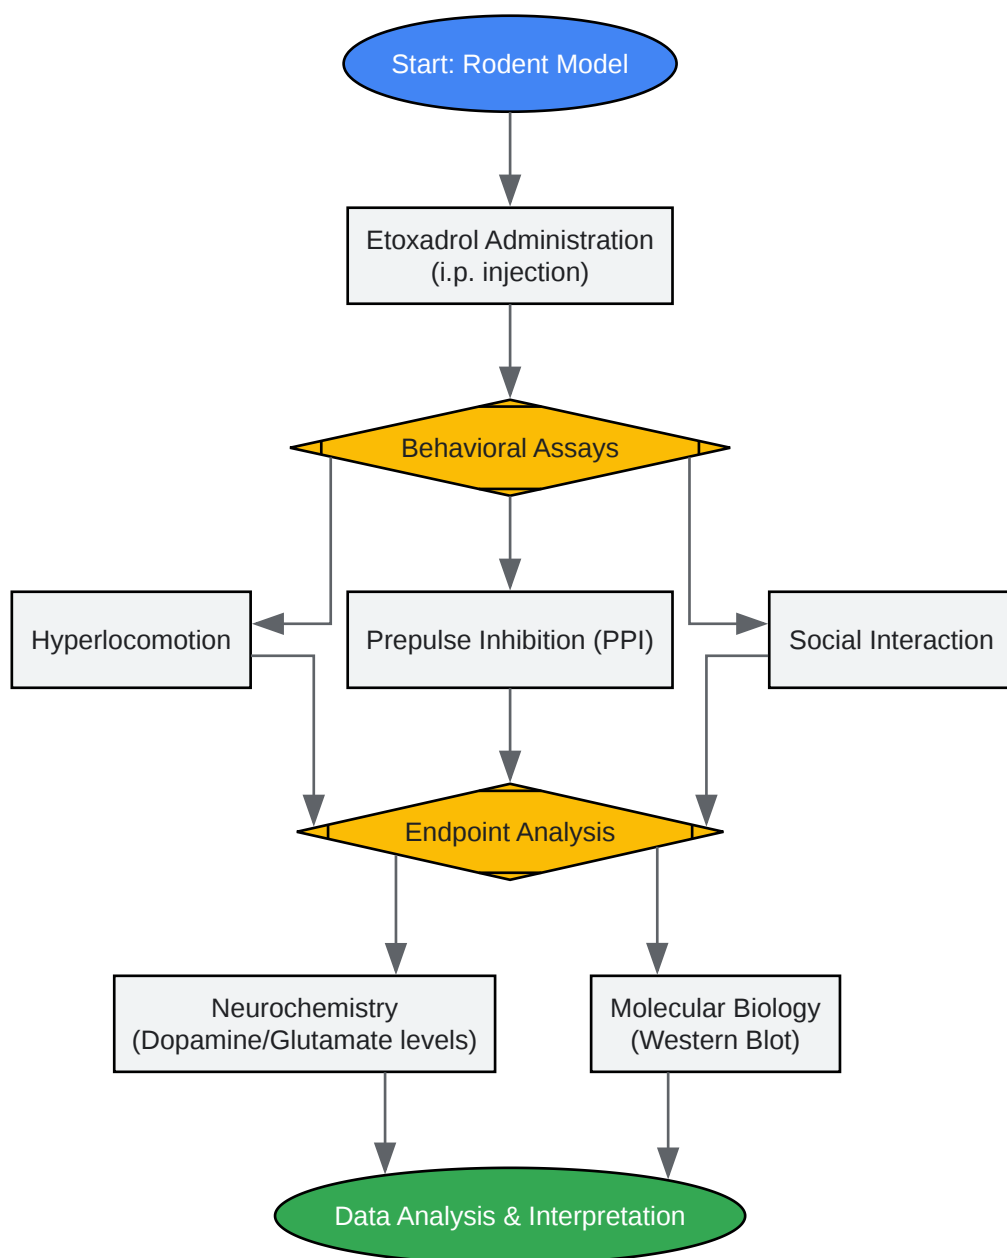 Start: Rodent Model
Etoxadrol Administration
(i.p. injection)
Behavioral Assays
Hyperlocomotion
Prepulse Inhibition (PPI)
Social Interaction
Endpoint Analysis
Neurochemistry
(Dopamine/Glutamate levels)
Molecular Biology
(Western Blot)
Data Analysis & Interpretation